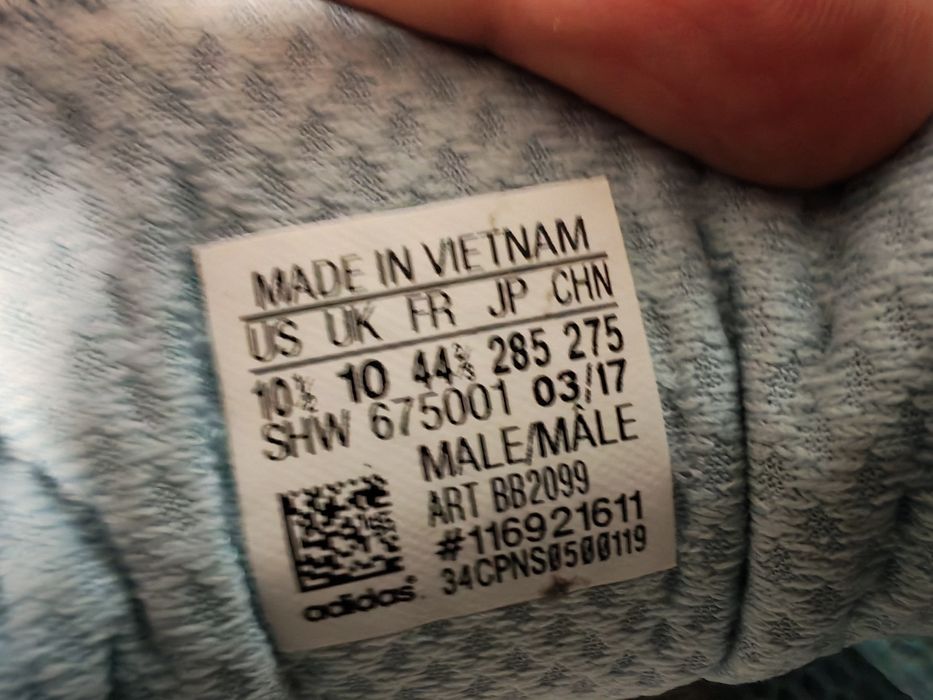 MADE IN VIETNAM
US UK FR JP CHN
10½ 10 44⅔ 285 275
SHW 675001 03/17
MALE/MÂLE
ART BB2099
#116921611
34CPNS0500119
adidas®